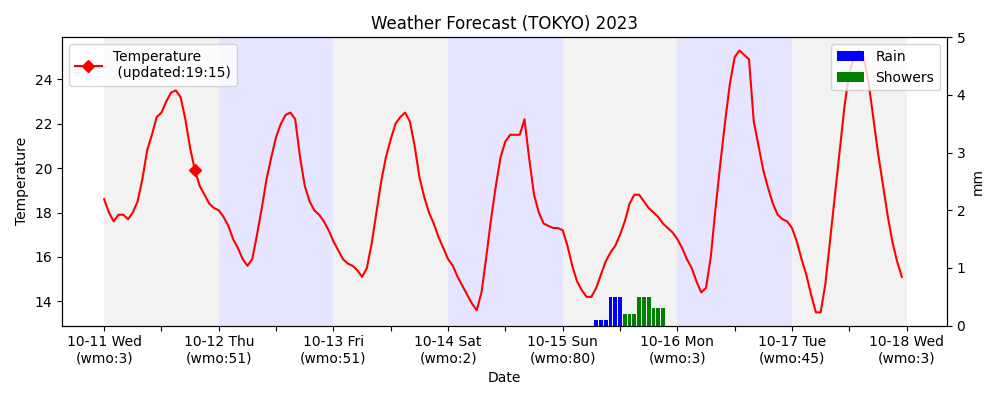 Weather Forecast (TOKYO) 2023
Temperature
(updated:19:15)
Rain
Showers
Temperature
24
22
20
18
16
14
5
4
3
2
1
0
mm
10-11 Wed
(wmo:3)
10-12 Thu
(wmo:51)
10-13 Fri
(wmo:51)
10-14 Sat
(wmo:2)
10-15 Sun
(wmo:80)
10-16 Mon
(wmo:3)
10-17 Tue
(wmo:45)
10-18 Wed
(wmo:3)
Date